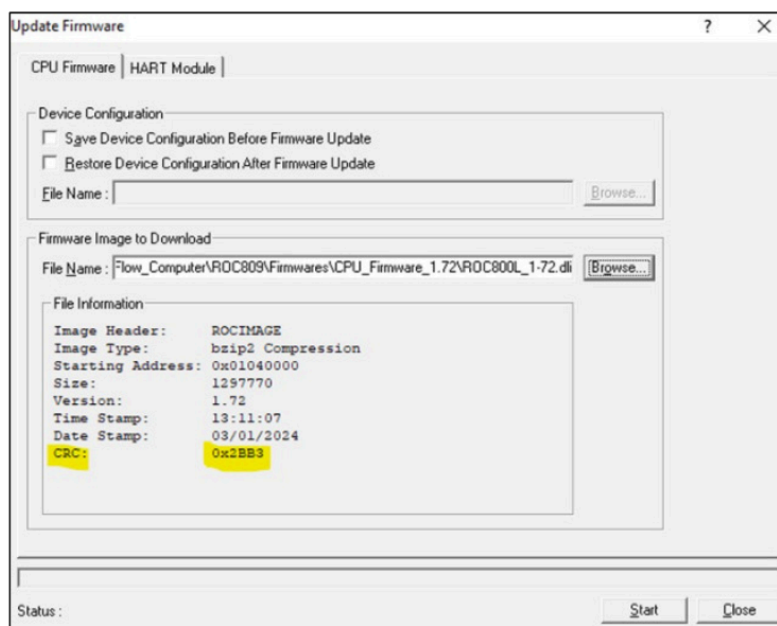 Update Firmware ? X
CPU Firmware HART Module
Device Configuration
Save Device Configuration Before Firmware Update
Restore Device Configuration After Firmware Update
File Name : Browse...
Firmware Image to Download
File Name : Flow_Computer\ROC809\Firmwares\CPU_Firmware_1.72\ROC800L_1-72.dli Browse...
File Information
Image Header: ROCIMAGE
Image Type: bzip2 Compression
Starting Address: 0x01040000
Size: 1297770
Version: 1.72
Time Stamp: 13:11:07
Date Stamp: 03/01/2024
CRC: 0x2BB3
Status : Start Close